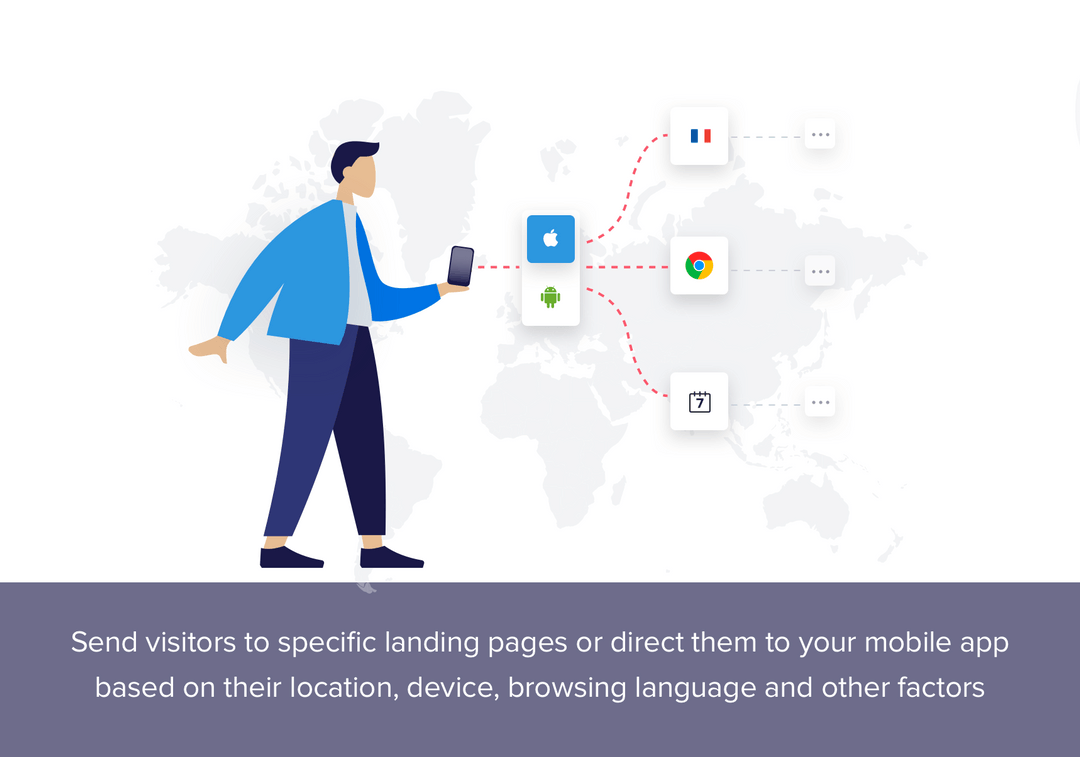 7
Send visitors to specific landing pages or direct them to your mobile app
based on their location, device, browsing language and other factors